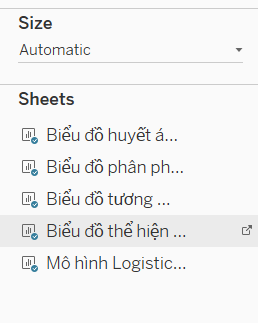 Size
Automatic
Sheets
Biểu đồ huyết á...
Biểu đồ phân ph...
Biểu đồ tương ...
Biểu đồ thể hiện ...
Mô hình Logistic...